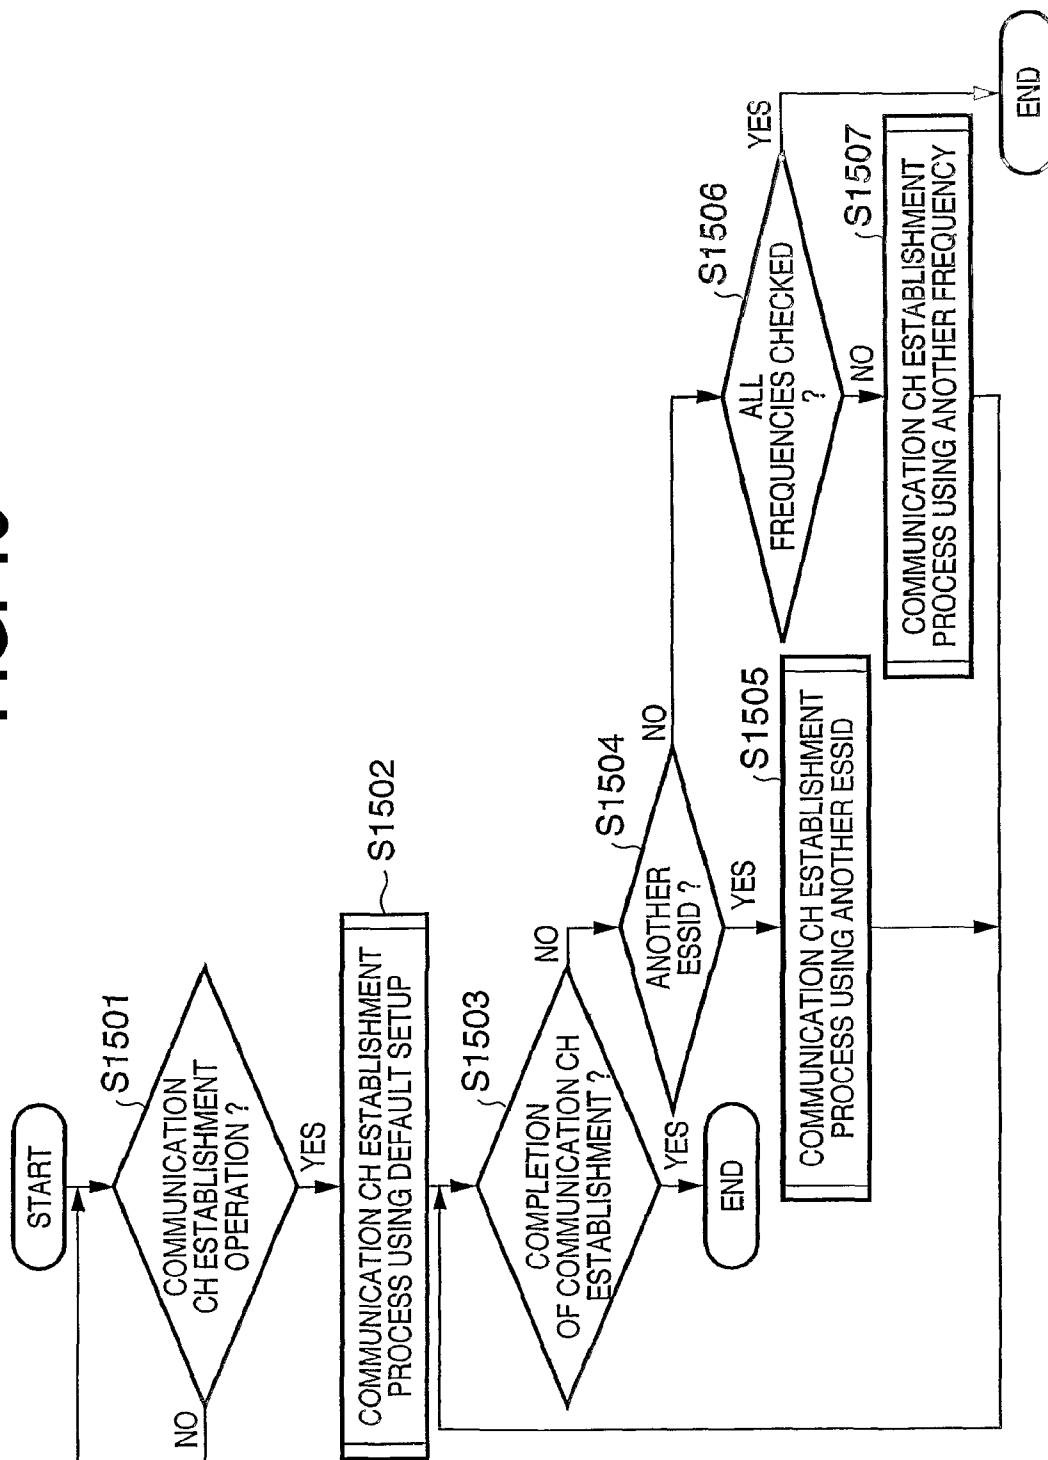 START
S1501
COMMUNICATION
CH ESTABLISHMENT
OPERATION ?
NO
YES
S1502
COMMUNICATION CH ESTABLISHMENT
PROCESS USING DEFAULT SETUP
S1503
COMPLETION
OF COMMUNICATION CH
ESTABLISHMENT ?
YES
END
NO
S1504
ANOTHER
ESSID ?
NO
YES
S1505
COMMUNICATION CH ESTABLISHMENT
PROCESS USING ANOTHER ESSID
S1506
ALL
FREQUENCIES CHECKED
?
YES
NO
S1507
COMMUNICATION CH ESTABLISHMENT
PROCESS USING ANOTHER FREQUENCY
END